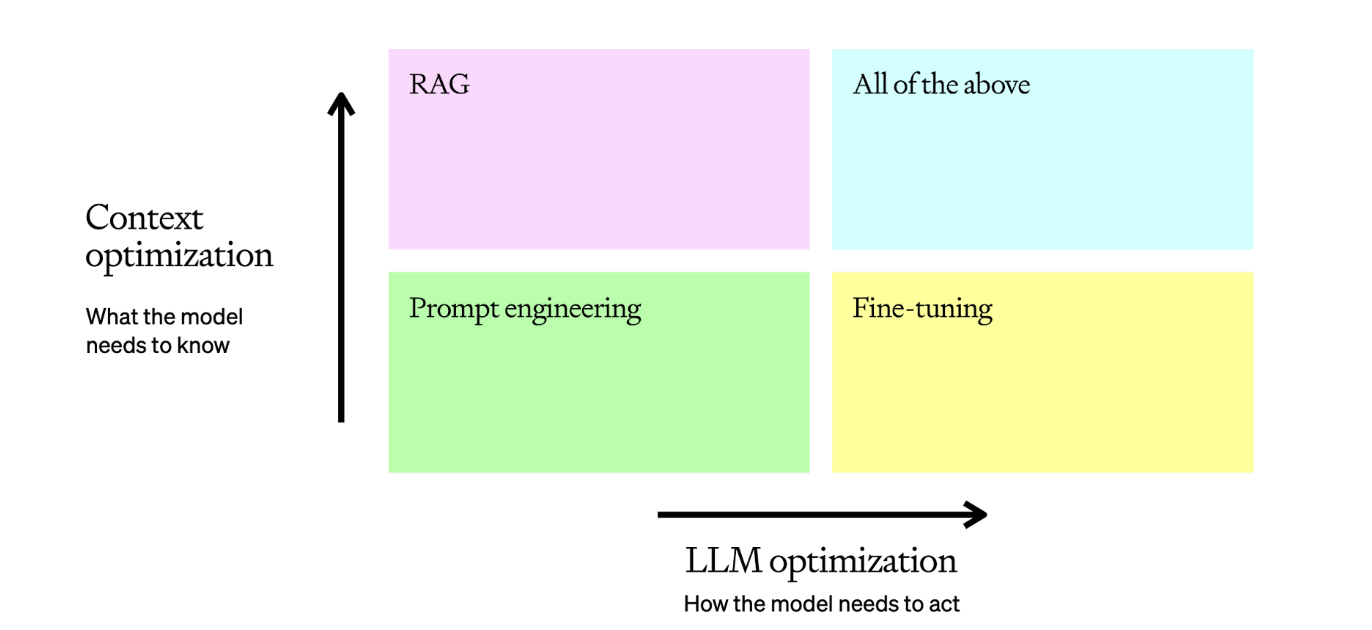 RAG
All of the above
Context
optimization
What the model
needs to know
Prompt engineering
Fine-tuning
LLM optimization
How the model needs to act